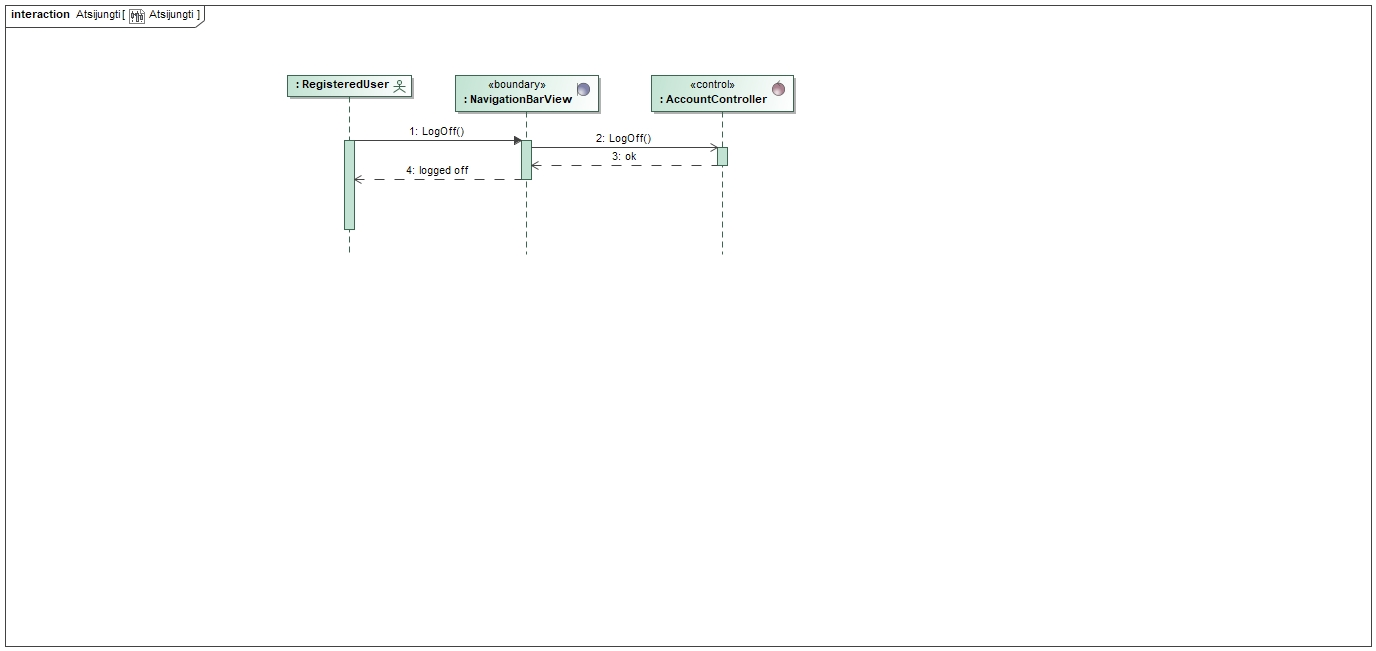 interaction Atsijungti[ Atsijungti ]
: RegisteredUser
«boundary»
: NavigationBarView
«control»
: AccountController
1: LogOff()
2: LogOff()
3: ok
4: logged off